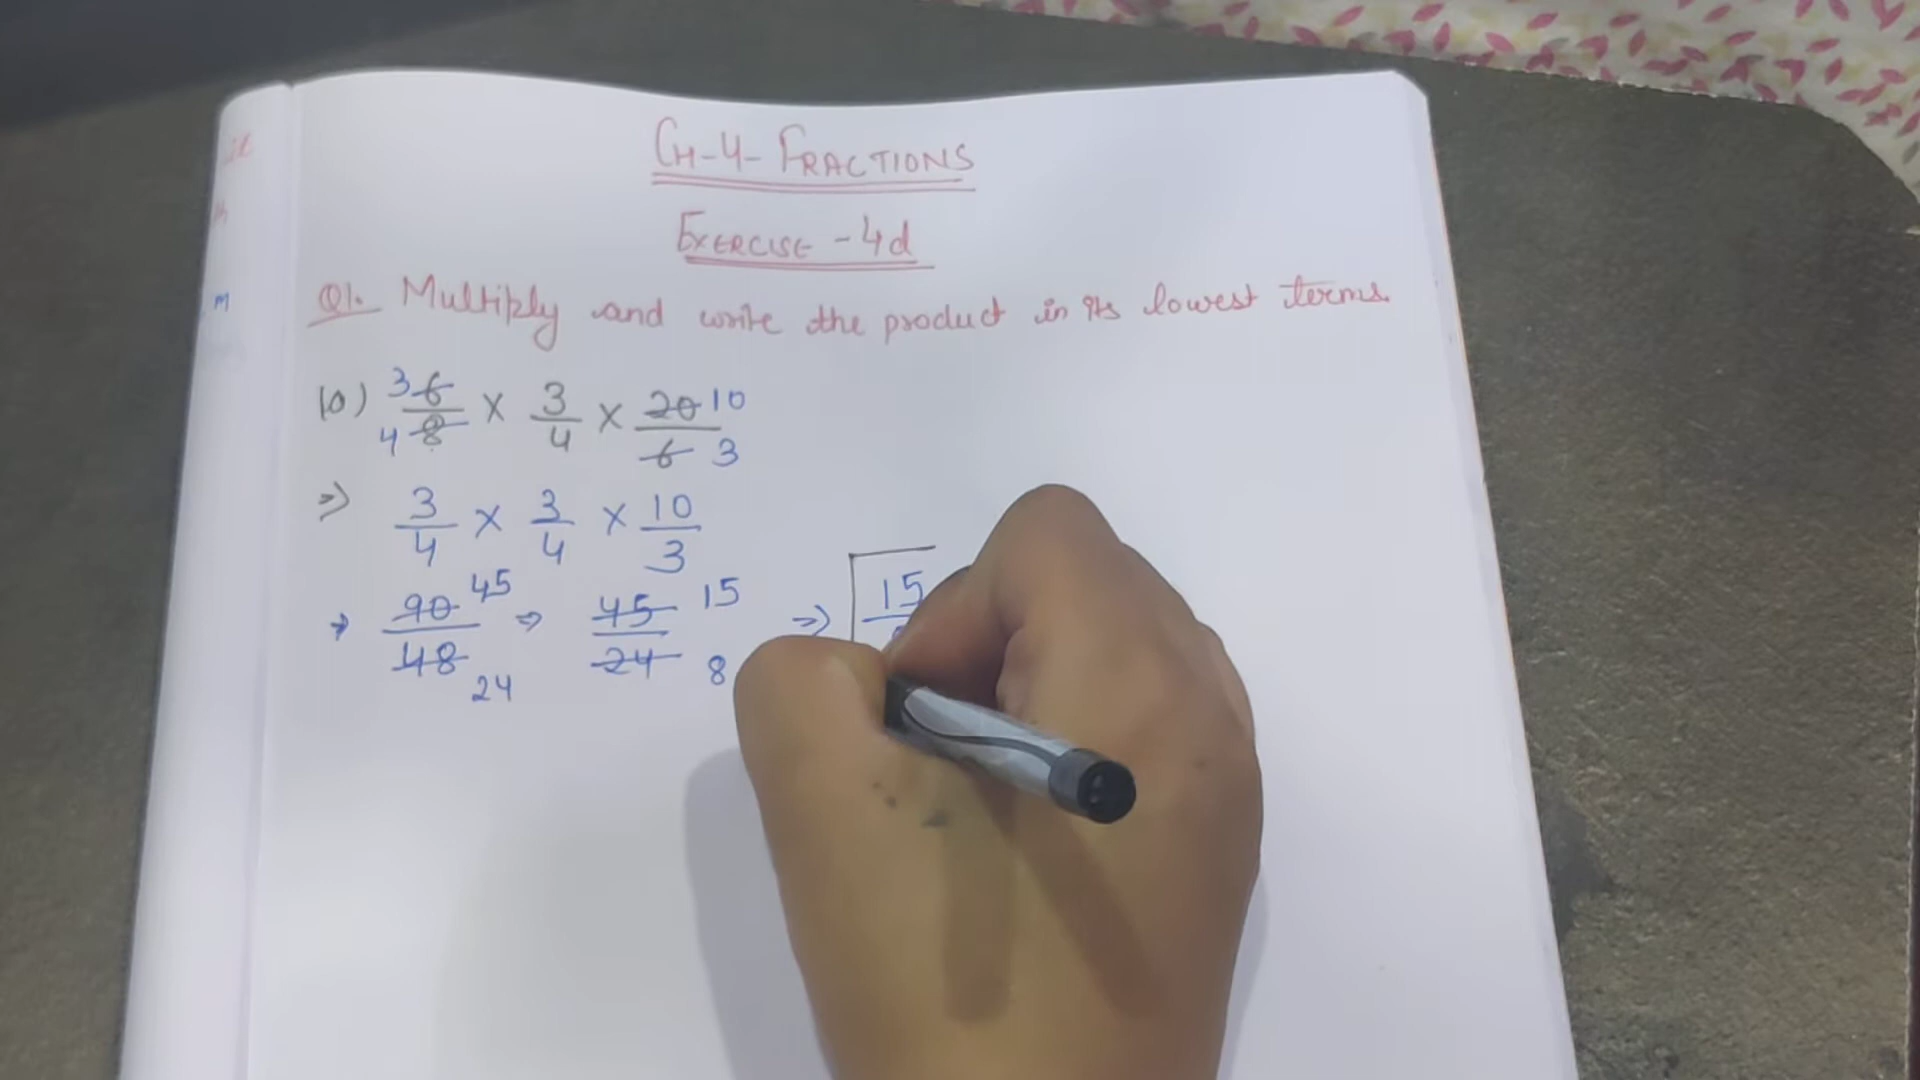 CH-4- FRACTIONS
EXERCISE -4d
Q1. Multiply and write the product in its lowest terms.
(a) 3 6/8 4 × 3/4 × 20/6 10 3
⇒ 3/4 × 3/4 × 10/3
→ 90/48 45 24 ⇒ 45/24 15 8 ⇒ 15